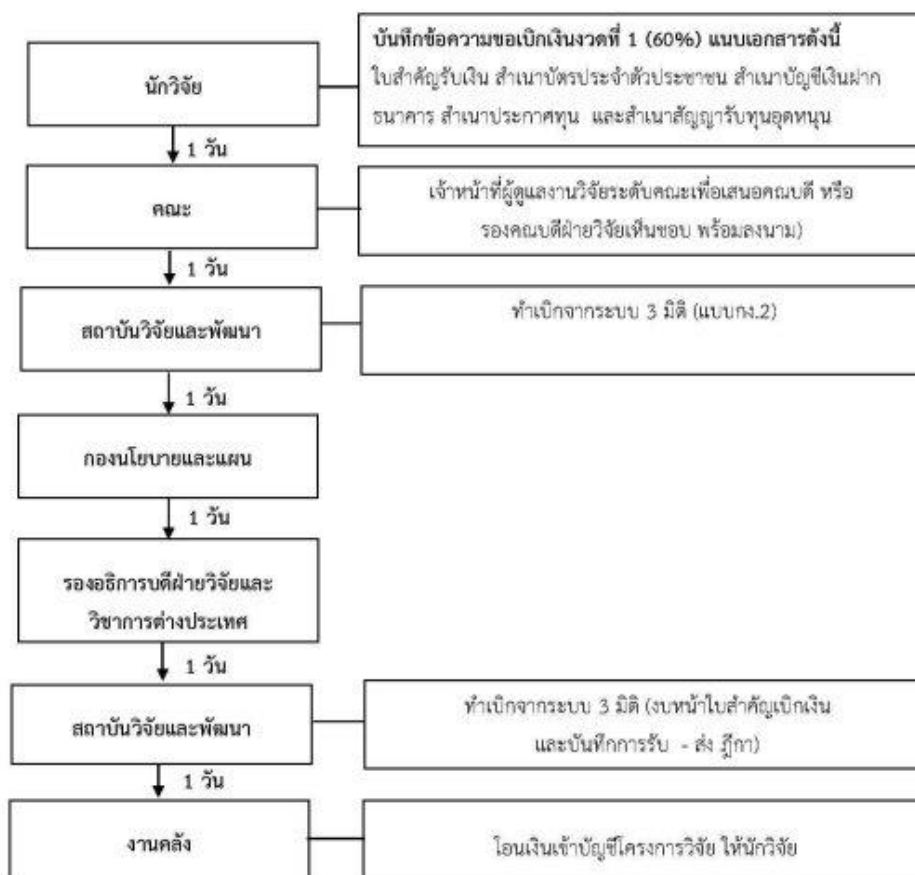 นักวิจัย
บันทึกข้อความขอเบิกเงินงวดที่ 1 (60%) แนบเอกสารดังนี้
ใบสำคัญรับเงิน สำเนาบัตรประจำตัวประชาชน สำเนาบัญชีเงินฝาก
ธนาคาร สำเนาประกาศทุน และสำเนาสัญญารับทุนอุดหนุน
1 วัน
คณะ
เจ้าหน้าที่ผู้ดูแลงานวิจัยระดับคณะเพื่อเสนอคณบดี หรือ
รองคณบดีฝ่ายวิจัยเห็นชอบ พร้อมลงนาม)
1 วัน
สถาบันวิจัยและพัฒนา
ทำเบิกจากระบบ 3 มิติ (แบบกง.2)
1 วัน
กองนโยบายและแผน
1 วัน
รองอธิการบดีฝ่ายวิจัยและ
วิชาการต่างประเทศ
1 วัน
สถาบันวิจัยและพัฒนา
ทำเบิกจากระบบ 3 มิติ (งบหน้าใบสำคัญเบิกเงิน
และบันทึกการรับ - ส่ง ฎีกา)
1 วัน
งานคลัง
โอนเงินเข้าบัญชีโครงการวิจัย ให้นักวิจัย